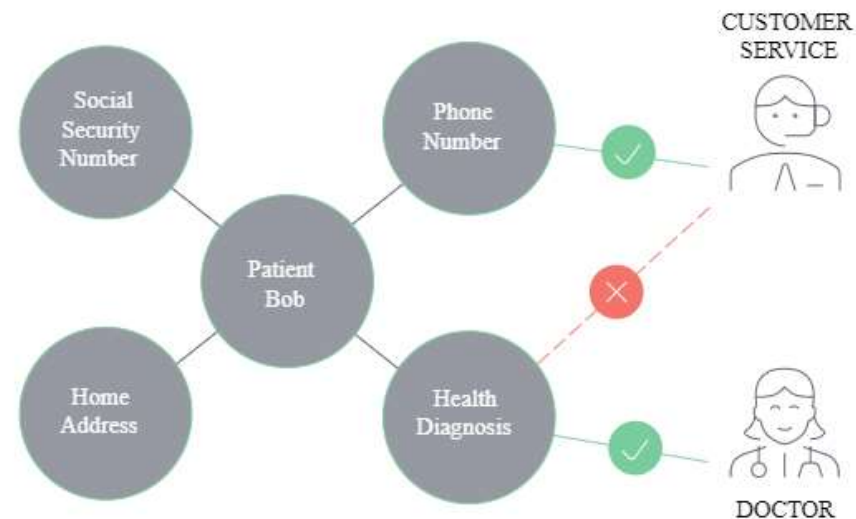 CUSTOMER
SERVICE
Social
Security
Number
Phone
Number
Patient
Bob
Home
Address
Health
Diagnosis
DOCTOR